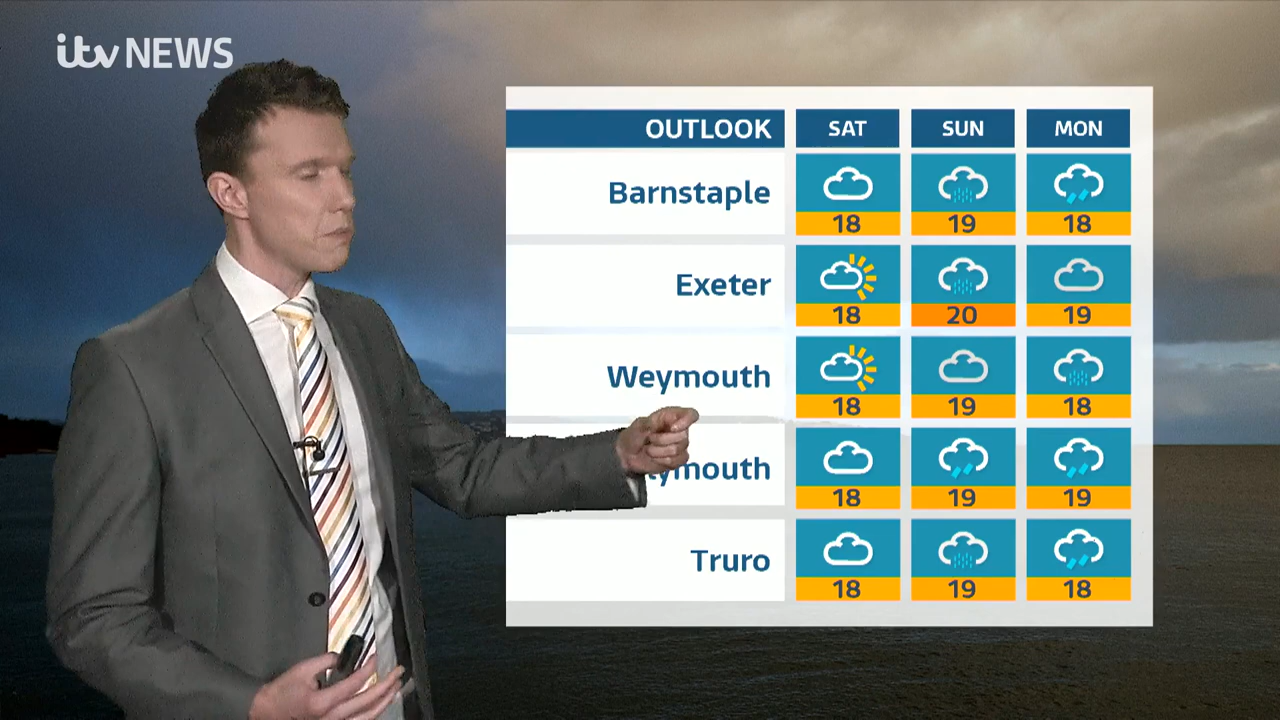 itv NEWS
OUTLOOK SAT SUN MON
Barnstaple 18 19 18
Exeter 18 20 19
Weymouth 18 19 18
ymouth 18 19 19
Truro 18 19 18